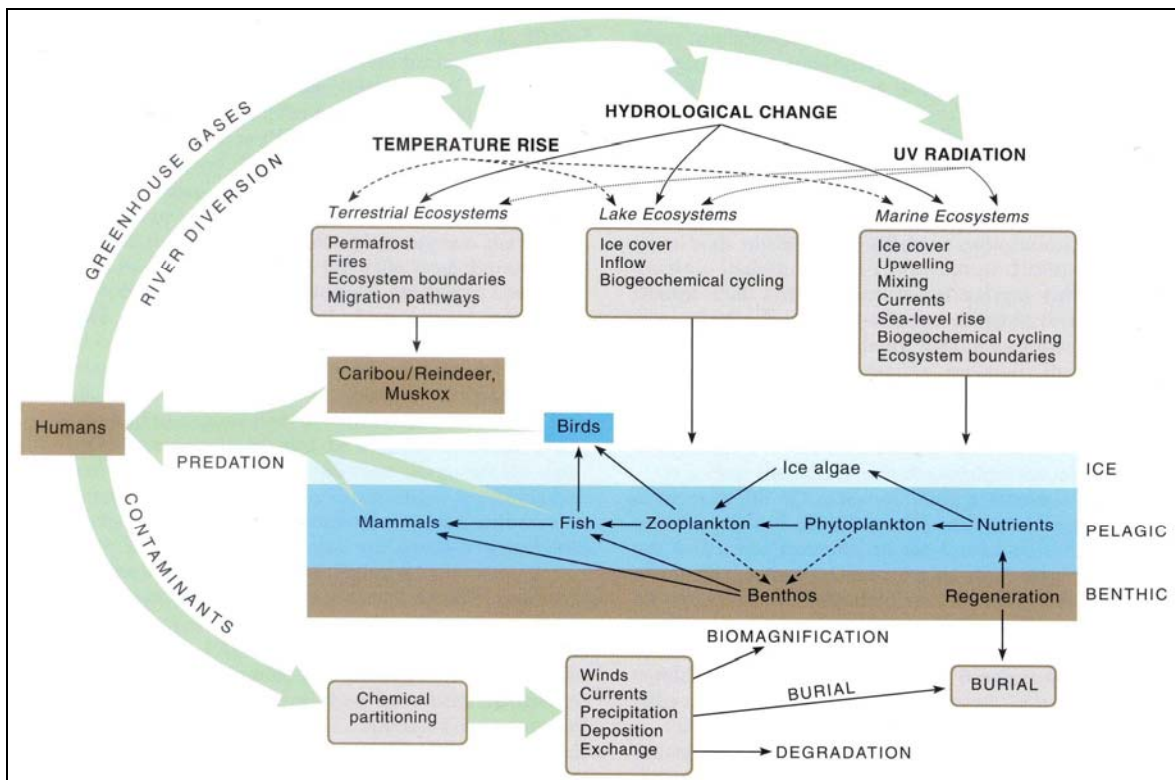 GREENHOUSE GASES
RIVER DIVERSION
HYDROLOGICAL CHANGE
TEMPERATURE RISE
UV RADIATION
Terrestrial Ecosystems
Lake Ecosystems
Marine Ecosystems
Permafrost
Fires
Ecosystem boundaries
Migration pathways
Ice cover
Inflow
Biogeochemical cycling
Ice cover
Upwelling
Mixing
Currents
Sea-level rise
Biogeochemical cycling
Ecosystem boundaries
Caribou/Reindeer,
Muskox
Humans
Birds
PREDATION
Ice algae
ICE
Mammals
Fish
Zooplankton
Phytoplankton
Nutrients
PELAGIC
Benthos
Regeneration
BENTHIC
CONTAMINANTS
BIOMAGNIFICATION
Chemical
partitioning
Winds
Currents
Precipitation
Deposition
Exchange
BURIAL
BURIAL
DEGRADATION